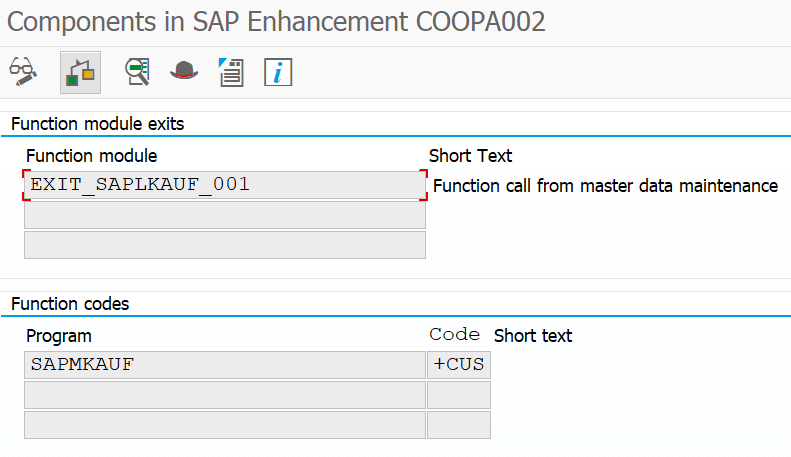 Components in SAP Enhancement COOPA002
i
Function module exits
Function module Short Text
EXIT_SAPLKAUF_001 Function call from master data maintenance
Function codes
Program Code Short text
SAPMKAUF +CUS